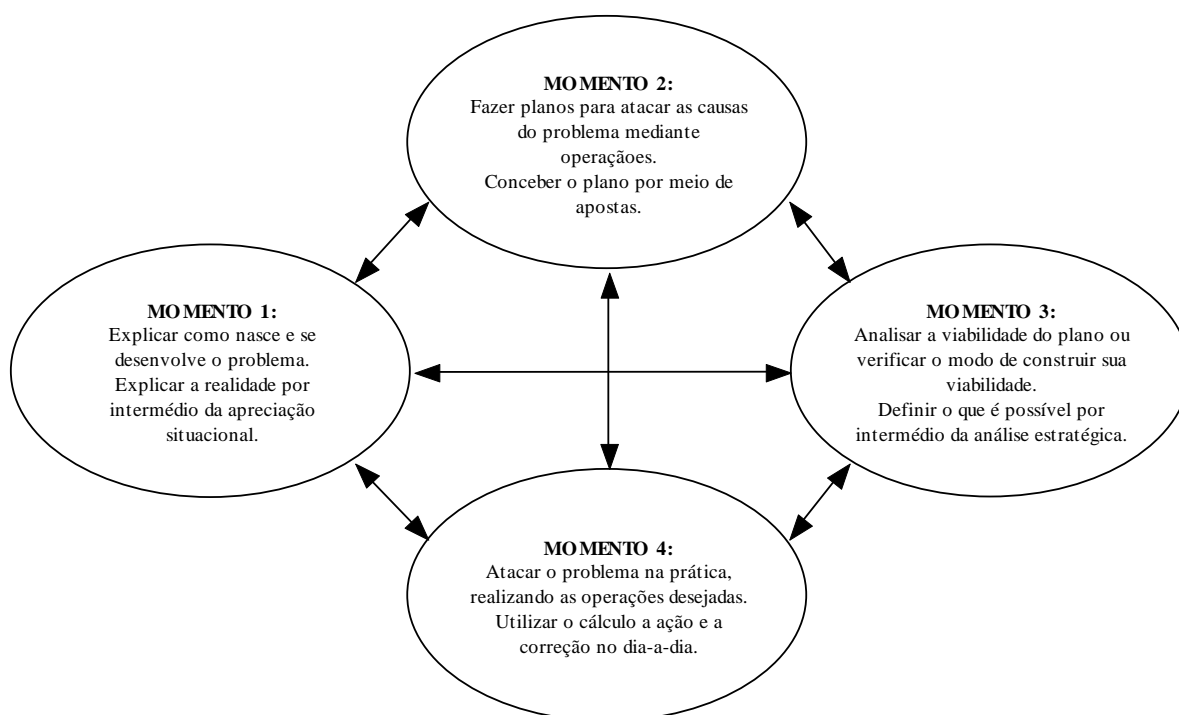 MOMENTO 2:
Fazer planos para atacar as causas
do problema mediante
operaçãoes.
Conceber o plano por meio de
apostas.
MOMENTO 1:
Explicar como nasce e se
desenvolve o problema.
Explicar a realidade por
intermédio da apreciação
situacional.
MOMENTO 3:
Analisar a viabilidade do plano ou
verificar o modo de construir sua
viabilidade.
Definir o que é possível por
intermédio da análise estratégica.
MOMENTO 4:
Atacar o problema na prática,
realizando as operações desejadas.
Utilizar o cálculo a ação e a
correção no dia-a-dia.